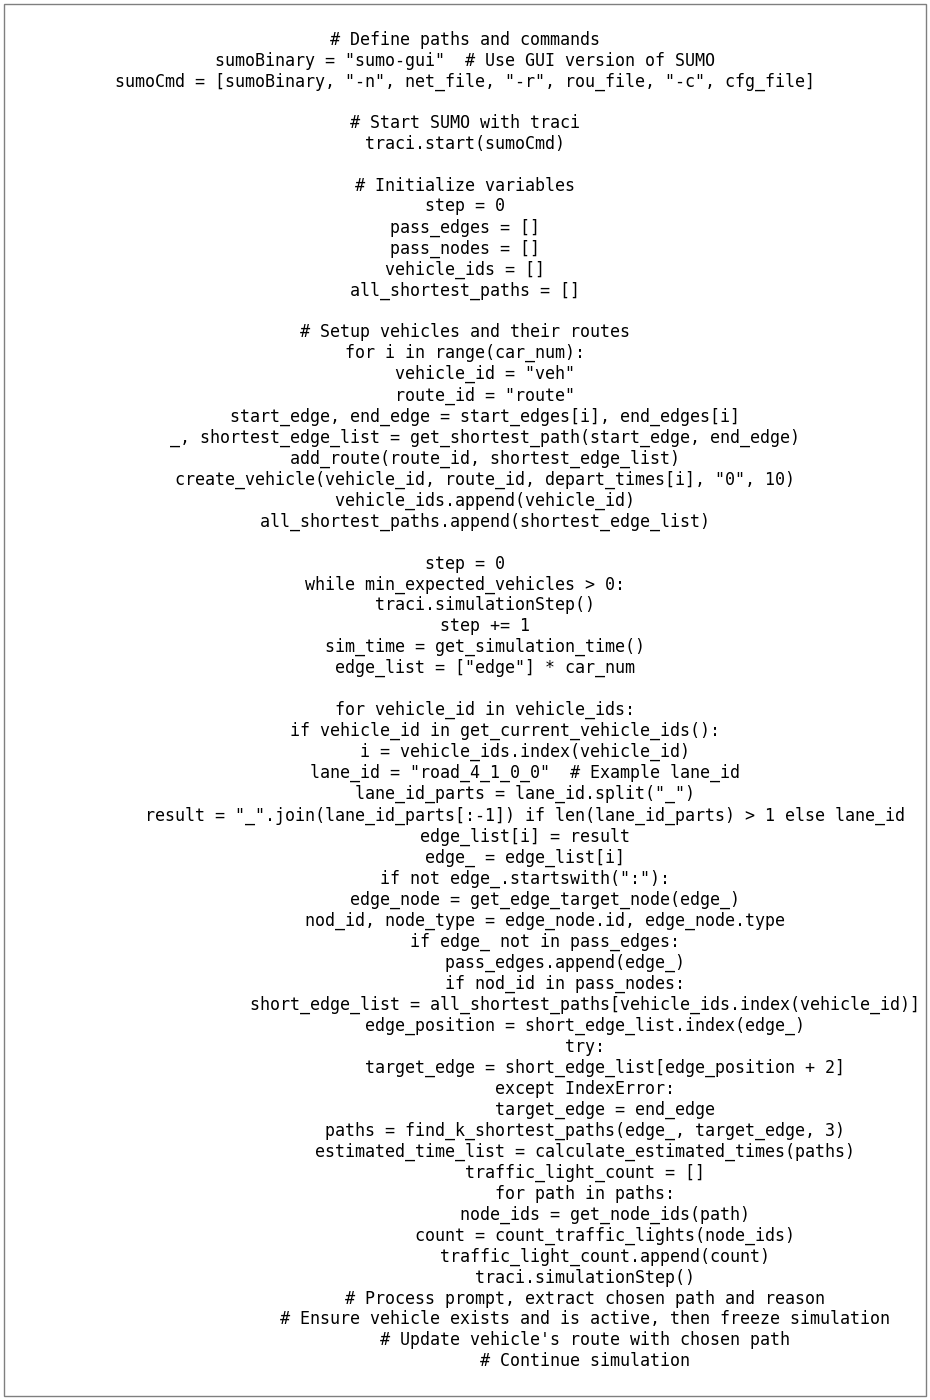 # Define paths and commands
sumoBinary = "sumo-gui"  # Use GUI version of SUMO
sumoCmd = [sumoBinary, "-n", net_file, "-r", rou_file, "-c", cfg_file]
# Start SUMO with traci
traci.start(sumoCmd)
# Initialize variables
step = 0
pass_edges = []
pass_nodes = []
vehicle_ids = []
all_shortest_paths = []
# Setup vehicles and their routes
for i in range(car_num):
vehicle_id = "veh"
route_id = "route"
start_edge, end_edge = start_edges[i], end_edges[i]
_, shortest_edge_list = get_shortest_path(start_edge, end_edge)
add_route(route_id, shortest_edge_list)
create_vehicle(vehicle_id, route_id, depart_times[i], "0", 10)
vehicle_ids.append(vehicle_id)
all_shortest_paths.append(shortest_edge_list)
step = 0
while min_expected_vehicles > 0:
traci.simulationStep()
step += 1
sim_time = get_simulation_time()
edge_list = ["edge"] * car_num
for vehicle_id in vehicle_ids:
if vehicle_id in get_current_vehicle_ids():
i = vehicle_ids.index(vehicle_id)
lane_id = "road_4_1_0_0"  # Example lane_id
lane_id_parts = lane_id.split("_")
result = "_".join(lane_id_parts[:-1]) if len(lane_id_parts) > 1 else lane_id
edge_list[i] = result
edge_ = edge_list[i]
if not edge_.startswith(":"):
edge_node = get_edge_target_node(edge_)
nod_id, node_type = edge_node.id, edge_node.type
if edge_ not in pass_edges:
pass_edges.append(edge_)
if nod_id in pass_nodes:
short_edge_list = all_shortest_paths[vehicle_ids.index(vehicle_id)]
edge_position = short_edge_list.index(edge_)
try:
target_edge = short_edge_list[edge_position + 2]
except IndexError:
target_edge = end_edge
paths = find_k_shortest_paths(edge_, target_edge, 3)
estimated_time_list = calculate_estimated_times(paths)
traffic_light_count = []
for path in paths:
node_ids = get_node_ids(path)
count = count_traffic_lights(node_ids)
traffic_light_count.append(count)
traci.simulationStep()
# Process prompt, extract chosen path and reason
# Ensure vehicle exists and is active, then freeze simulation
# Update vehicle's route with chosen path
# Continue simulation